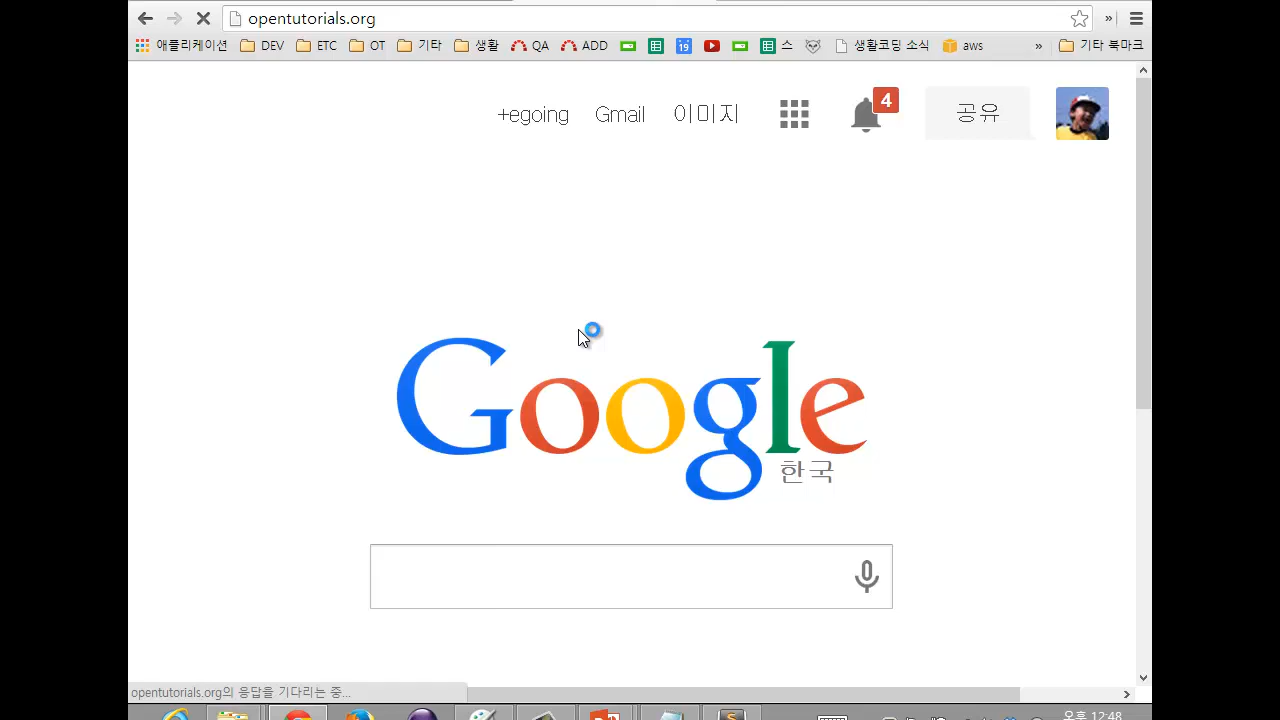 opentutorials.org
»
애플리케이션 DEV ETC OT 기타 생활 QA ADD 19 스 생활코딩 소식 aws » 기타 북마크
+egoing Gmail 이미지 4 공유
Google
한국
opentutorials.org의 응답을 기다리는 중...
오후 12:48